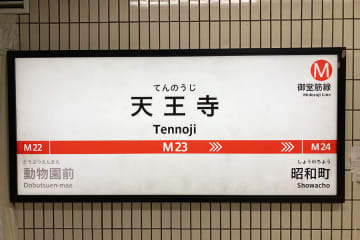 M
御堂筋線
Midosuji Line
てんのうじ
天王寺
Tennoji
M22 M23 M24
どうぶつえんまえ しょうわちょう
動物園前 昭和町
Dobutsuen-mae Showacho